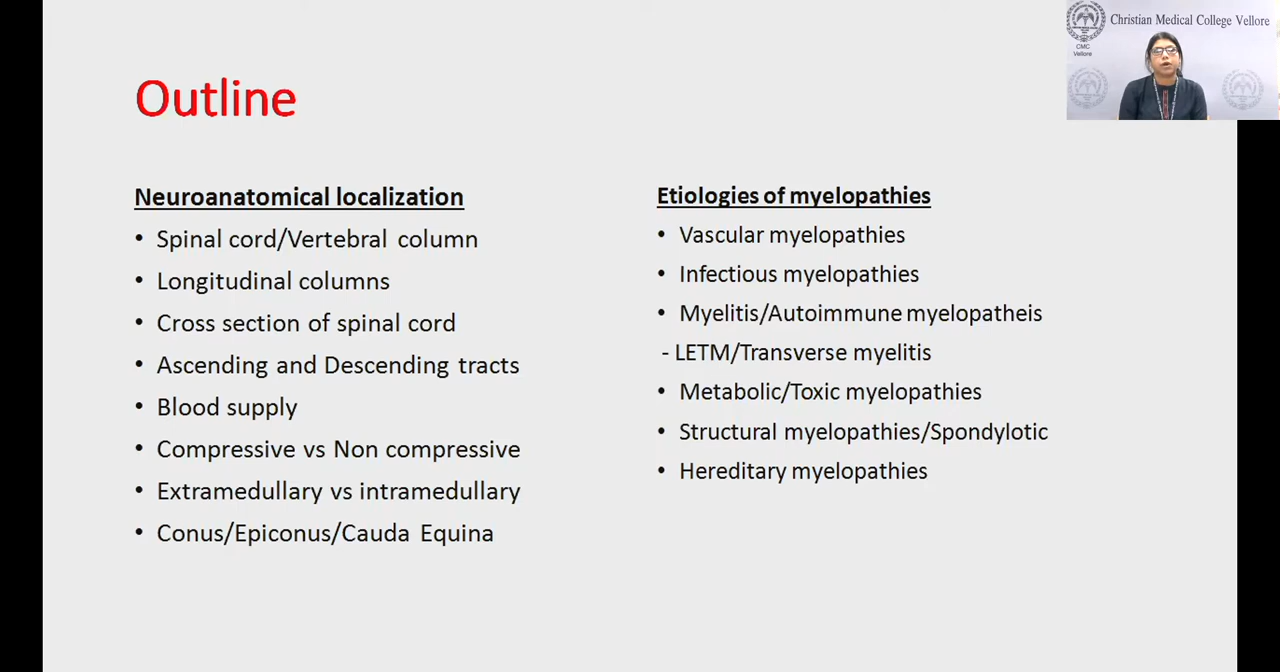 Christian Medical College Vellore
CMC
Vellore
Outline
Neuroanatomical localization
• Spinal cord/Vertebral column
• Longitudinal columns
• Cross section of spinal cord
• Ascending and Descending tracts
• Blood supply
• Compressive vs Non compressive
• Extramedullary vs intramedullary
• Conus/Epiconus/Cauda Equina
Etiologies of myelopathies
• Vascular myelopathies
• Infectious myelopathies
• Myelitis/Autoimmune myelopatheis
- LETM/Transverse myelitis
• Metabolic/Toxic myelopathies
• Structural myelopathies/Spondylotic
• Hereditary myelopathies